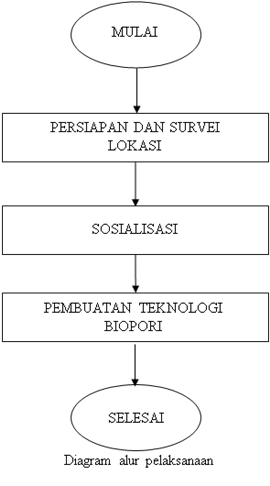 MULAI
PERSIAPAN DAN SURVEI
LOKASI
SOSIALISASI
PEMBUATAN TEKNOLOGI
BIOPORI
SELESAI
Diagram alur pelaksanaan